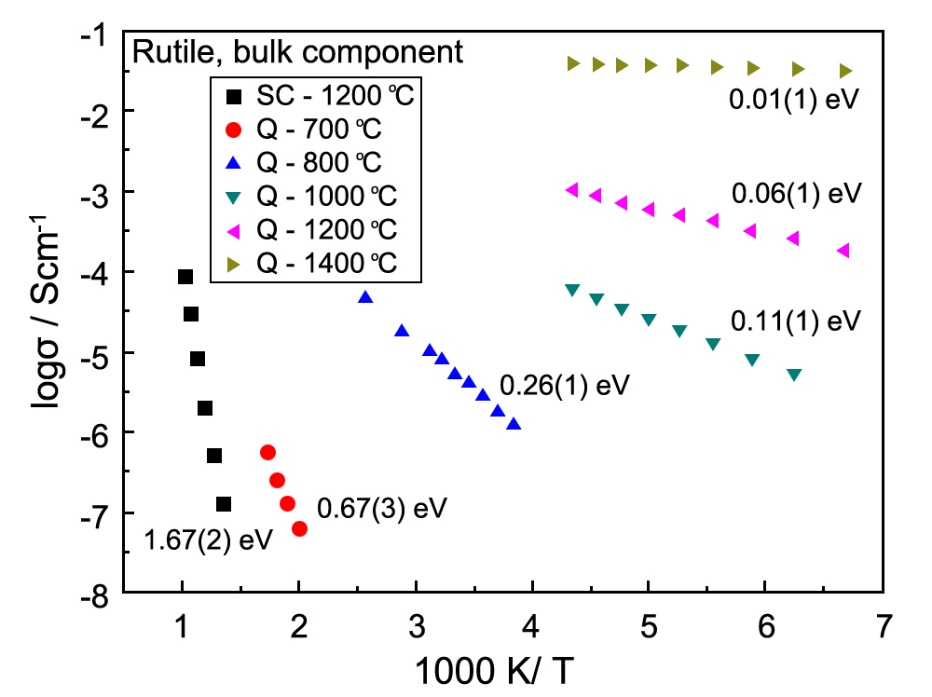 Rutile, bulk component
SC - 1200 ℃
Q - 700 ℃
Q - 800 ℃
Q - 1000 ℃
Q - 1200 ℃
Q - 1400 ℃
0.01(1) eV
0.06(1) eV
0.11(1) eV
0.26(1) eV
0.67(3) eV
1.67(2) eV
logσ / Scm⁻¹
-1
-2
-3
-4
-5
-6
-7
-8
1 2 3 4 5 6 7
1000 K/ T